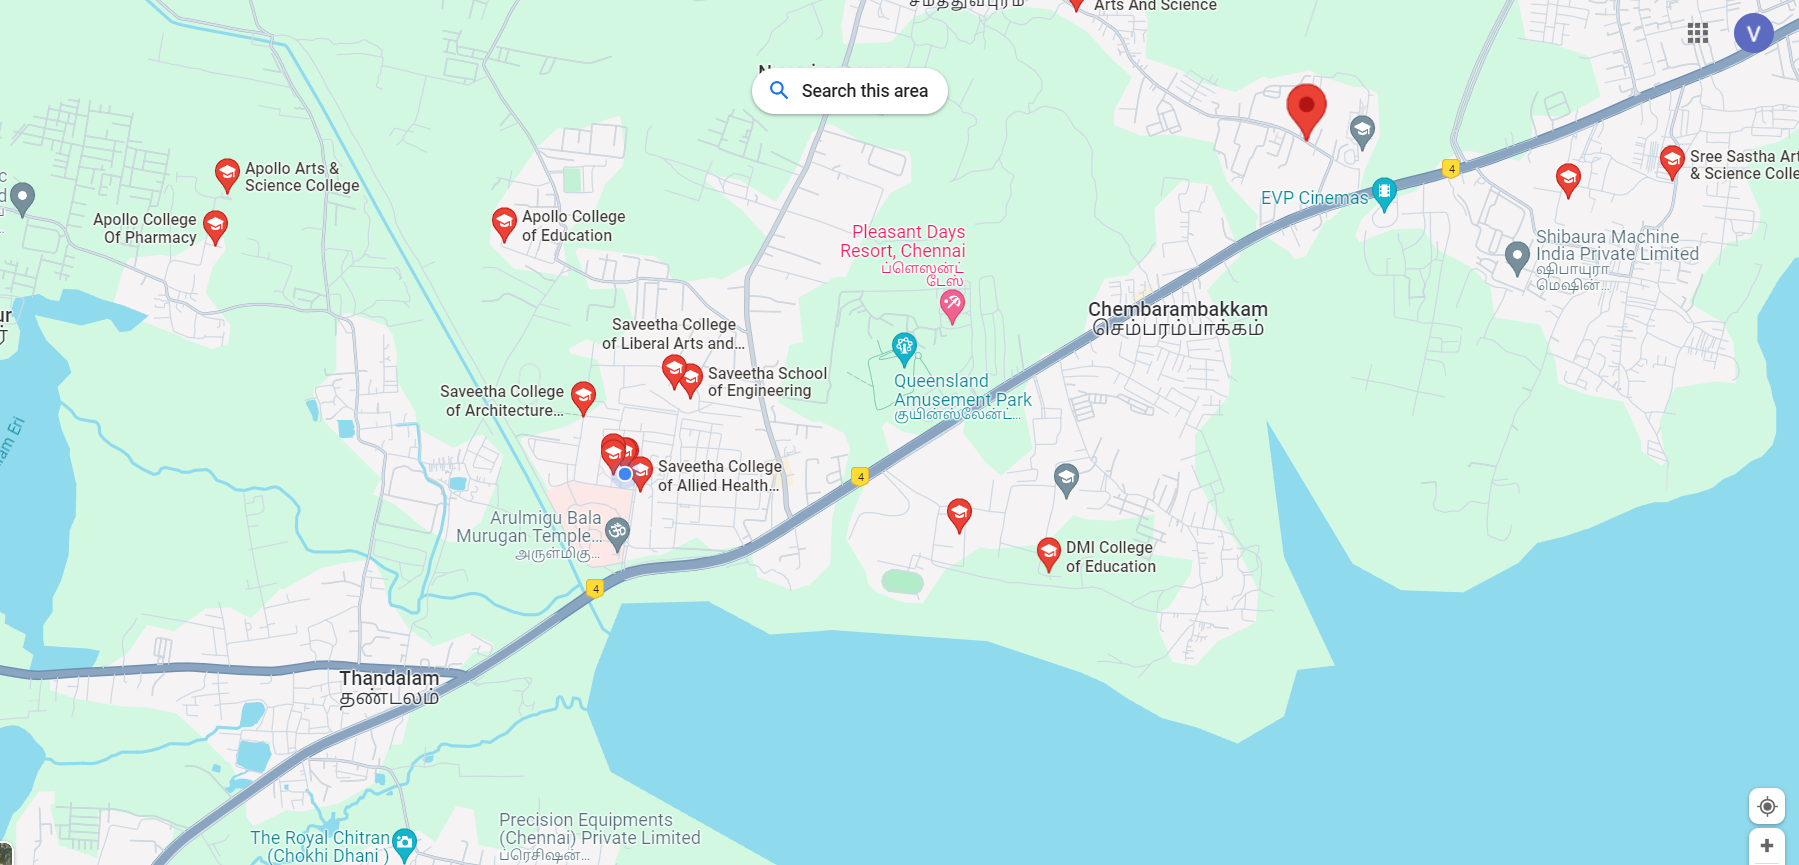 Arts And Science
V
Search this area
Apollo Arts &
Science College
Apollo College
Of Pharmacy
Apollo College
of Education
Pleasant Days
Resort, Chennai
ப்ளெஸன்ட்
டேஸ்
EVP Cinemas
4
Sree Sastha Art
& Science Colle
Shibaura Machine
India Private Limited
ஷிபாயுரா
மெஷின்...
Chembarambakkam
செம்பரம்பாக்கம்
Saveetha College
of Liberal Arts and...
Saveetha School
of Engineering
Saveetha College
of Architecture...
Queensland
Amusement Park
குயின்ஸ்லேன்ட்...
Saveetha College
of Allied Health...
4
Arulmigu Bala
Murugan Temple...
அருள்மிகு...
DMI College
of Education
4
Thandalam
தண்டலம்
Precision Equipments
(Chennai) Private Limited
ப்ரெசிஷன்...
The Royal Chitran
(Chokhi Dhani )